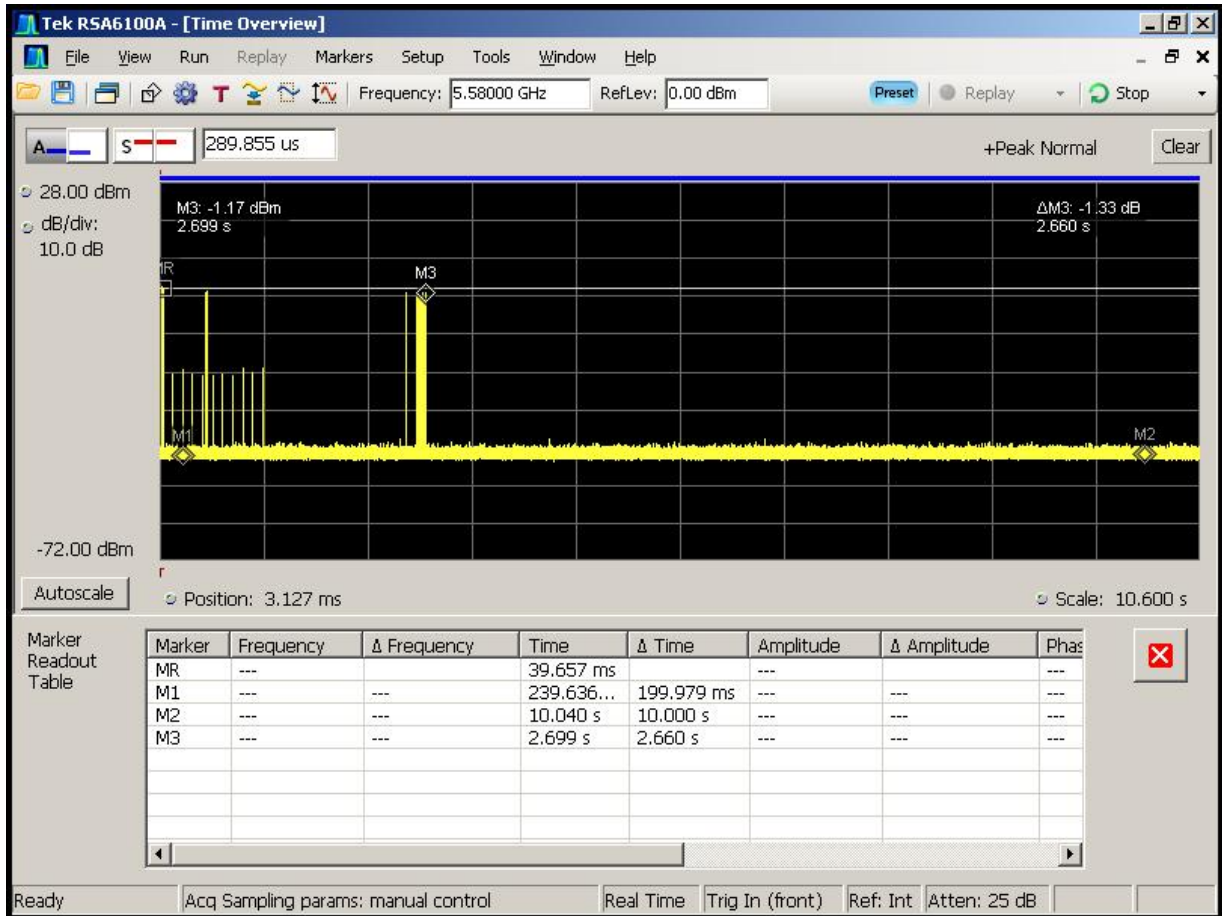 Tek RSA6100A - [Time Overview]
File View Run Replay Markers Setup Tools Window Help
T Frequency: 5.58000 GHz RefLev: 0.00 dBm Preset Replay Stop
A S 289.855 us +Peak Normal Clear
28.00 dBm
dB/div:
10.0 dB
-72.00 dBm
M3: -1.17 dBm
2.699 s
ΔM3: -1.33 dB
2.660 s
MR
M3
M1
M2
Autoscale Position: 3.127 ms Scale: 10.600 s
Marker
Readout
Table
Marker Frequency Δ Frequency Time Δ Time Amplitude Δ Amplitude Phas
MR --- 39.657 ms --- ---
M1 --- --- 239.636... 199.979 ms --- --- ---
M2 --- --- 10.040 s 10.000 s --- --- ---
M3 --- --- 2.699 s 2.660 s --- --- ---
Ready Acq Sampling params: manual control Real Time Trig In (front) Ref: Int Atten: 25 dB